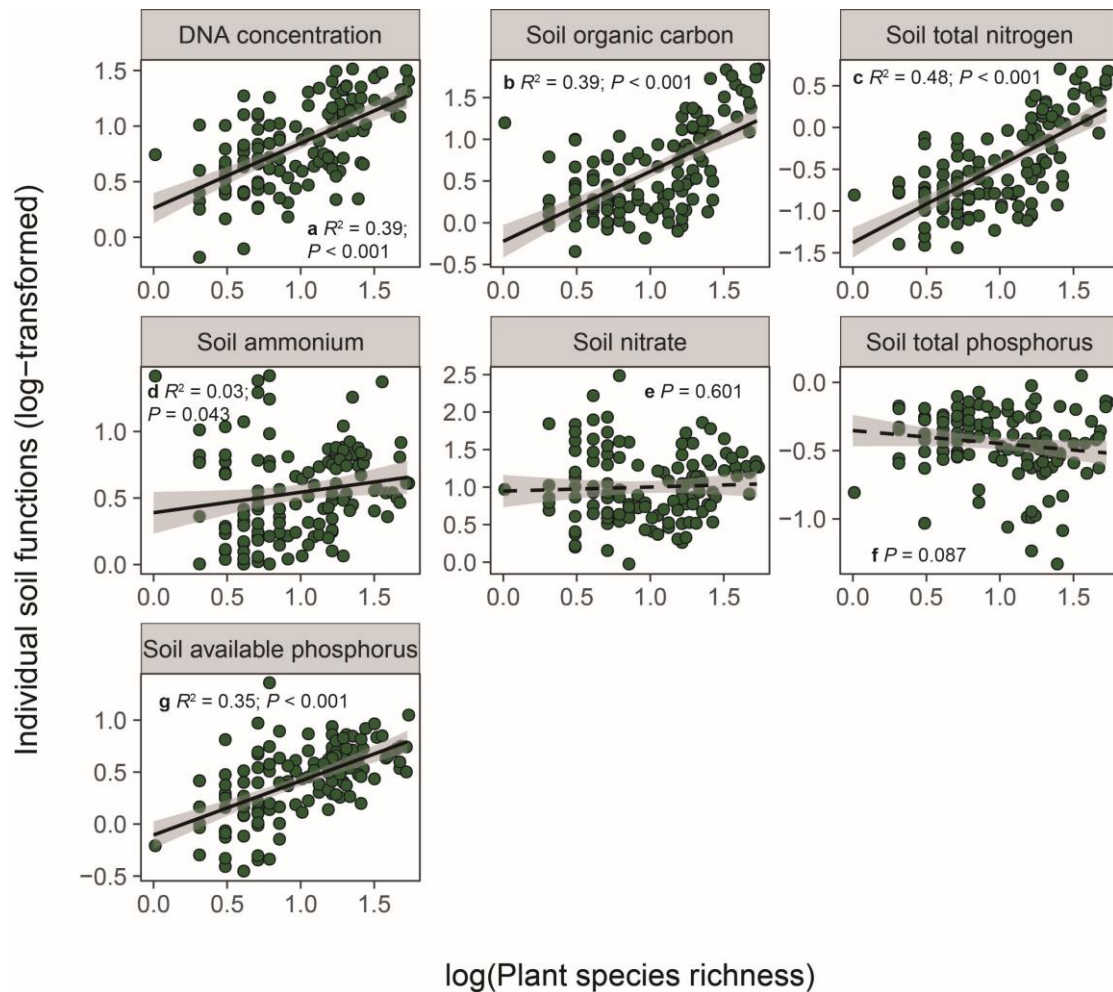 Individual soil functions (log−transformed)
DNA concentration
1.5
1.0
0.5
0.0
a R² = 0.39;
P < 0.001
0.0 0.5 1.0 1.5
Soil organic carbon
b R² = 0.39; P < 0.001
1.5
1.0
0.5
0.0
−0.5
0.0 0.5 1.0 1.5
Soil total nitrogen
c R² = 0.48; P < 0.001
0.5
0.0
−0.5
−1.0
−1.5
0.0 0.5 1.0 1.5
Soil ammonium
d R² = 0.03;
P = 0.043
1.0
0.5
0.0
0.0 0.5 1.0 1.5
Soil nitrate
2.5
e P = 0.601
2.0
1.5
1.0
0.5
0.0
0.0 0.5 1.0 1.5
Soil total phosphorus
0.0
−0.5
−1.0
f P = 0.087
0.0 0.5 1.0 1.5
Soil available phosphorus
g R² = 0.35; P < 0.001
1.0
0.5
0.0
−0.5
0.0 0.5 1.0 1.5
log(Plant species richness)